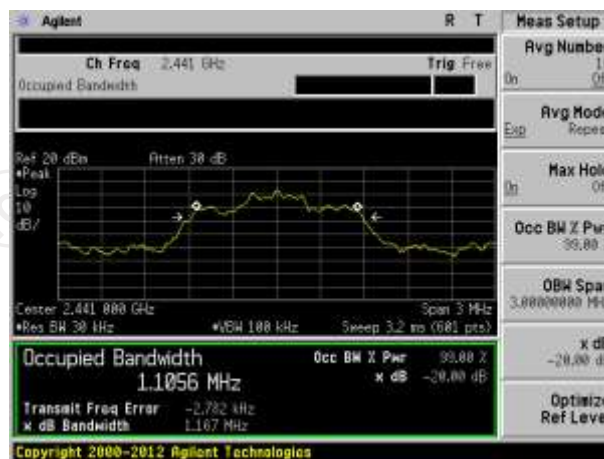 Agilent R T Meas Setup
Ch Freq 2.441 GHz Trig Free
Occupied Bandwidth
Avg Number
On
Avg Mode
Exp Repeat
Ref 20 dBm Atten 30 dB
#Peak
Log
10
dB/
Max Hold
On
Occ BW % Pwr
99.00
OBW Span
3.00000000 MHz
Center 2.441 000 GHz Span 3 MHz
#Res BW 30 kHz #VBW 100 kHz Sweep 3.2 ms (601 pts)
x dB
-20.00 dB
Occupied Bandwidth Occ BW % Pwr 99.00 %
1.1056 MHz x dB -20.00 dB
Transmit Freq Error -2.782 kHz
x dB Bandwidth 1.167 MHz
Optimize
Ref Level
Copyright 2000-2012 Agilent Technologies